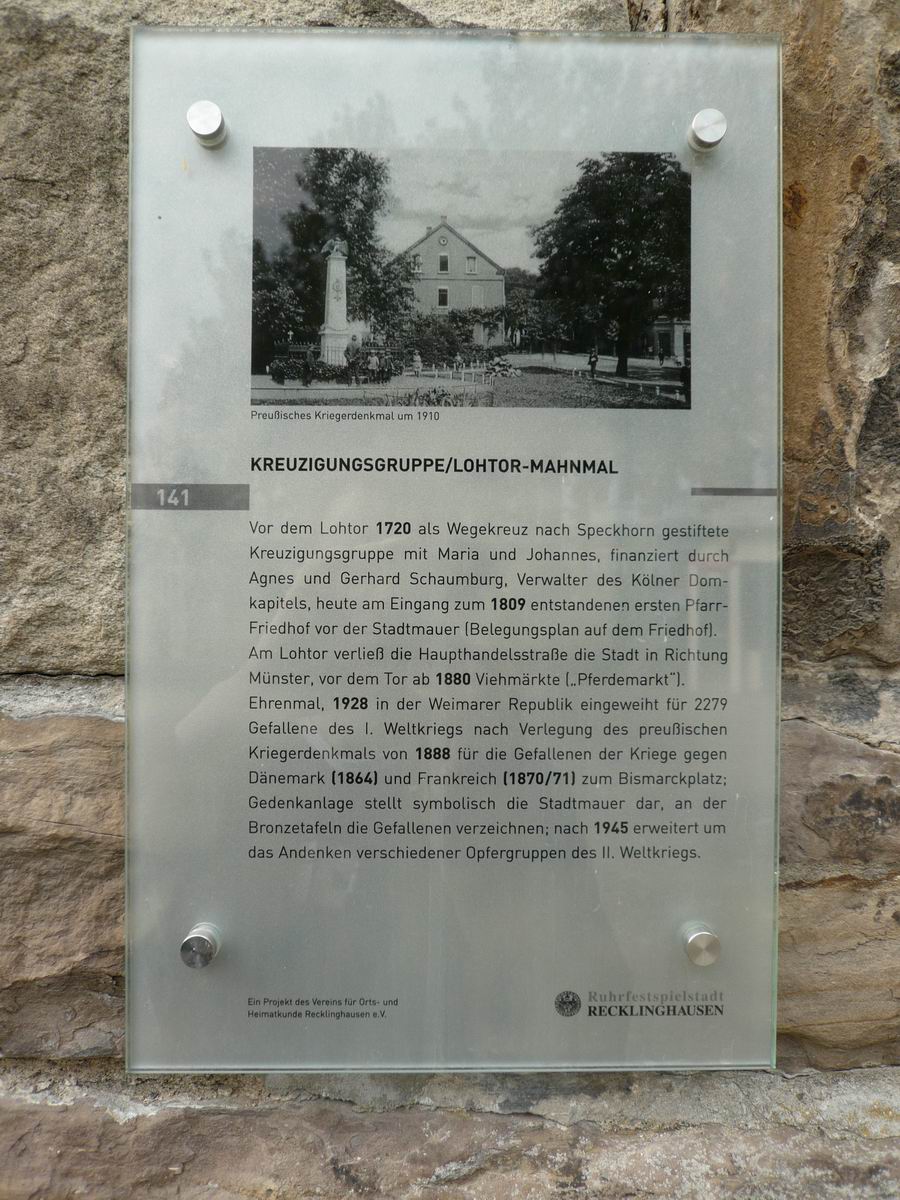 Preußisches Kriegerdenkmal um 1910
KREUZIGUNGSGRUPPE/LOHTOR-MAHNMAL
141
Vor dem Lohtor 1720 als Wegekreuz nach Speckhorn gestiftete
Kreuzigungsgruppe mit Maria und Johannes, finanziert durch
Agnes und Gerhard Schaumburg, Verwalter des Kölner Dom-
kapitels, heute am Eingang zum 1809 entstandenen ersten Pfarr-
Friedhof vor der Stadtmauer (Belegungsplan auf dem Friedhof).
Am Lohtor verließ die Haupthandelsstraße die Stadt in Richtung
Münster, vor dem Tor ab 1880 Viehmärkte („Pferdemarkt").
Ehrenmal, 1928 in der Weimarer Republik eingeweiht für 2279
Gefallene des I. Weltkriegs nach Verlegung des preußischen
Kriegerdenkmals von 1888 für die Gefallenen der Kriege gegen
Dänemark (1864) und Frankreich (1870/71) zum Bismarckplatz;
Gedenkanlage stellt symbolisch die Stadtmauer dar, an der
Bronzetafeln die Gefallenen verzeichnen; nach 1945 erweitert um
das Andenken verschiedener Opfergruppen des II. Weltkriegs.
Ein Projekt des Vereins für Orts- und
Heimatkunde Recklinghausen e.V.
Ruhrfestspielstadt
RECKLINGHAUSEN